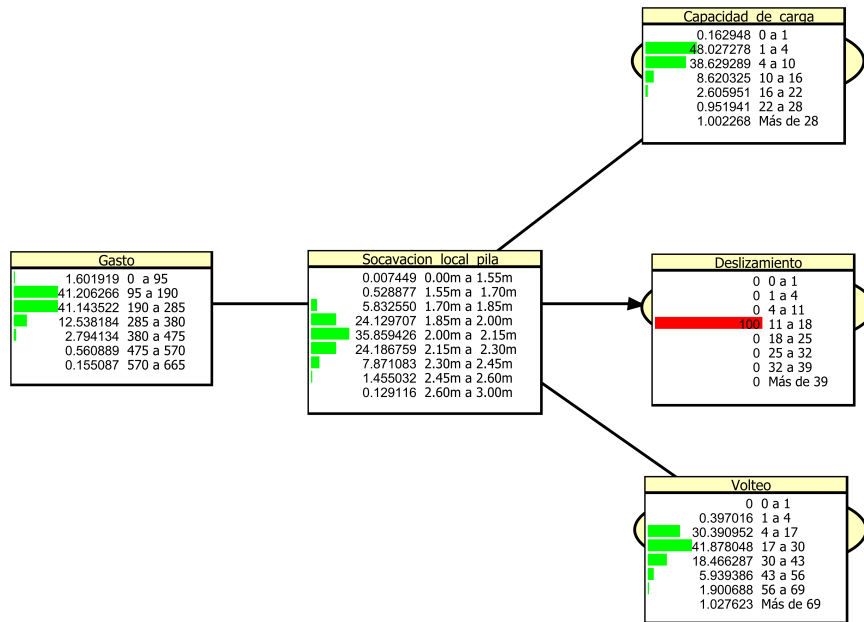 Capacidad de carga
0.162948 0 a 1
48.027278 1 a 4
38.629289 4 a 10
8.620325 10 a 16
2.605951 16 a 22
0.951941 22 a 28
1.002268 Más de 28
Gasto
1.601919 0 a 95
41.206266 95 a 190
41.143522 190 a 285
12.538184 285 a 380
2.794134 380 a 475
0.560889 475 a 570
0.155087 570 a 665
Socavacion local pila
0.007449 0.00m a 1.55m
0.528877 1.55m a 1.70m
5.832550 1.70m a 1.85m
24.129707 1.85m a 2.00m
35.859426 2.00m a 2.15m
24.186759 2.15m a 2.30m
7.871083 2.30m a 2.45m
1.455032 2.45m a 2.60m
0.129116 2.60m a 3.00m
Deslizamiento
0 0 a 1
0 1 a 4
0 4 a 11
100 11 a 18
0 18 a 25
0 25 a 32
0 32 a 39
0 Más de 39
Volteo
0 0 a 1
0.397016 1 a 4
30.390952 4 a 17
41.878048 17 a 30
18.466287 30 a 43
5.939386 43 a 56
1.900688 56 a 69
1.027623 Más de 69